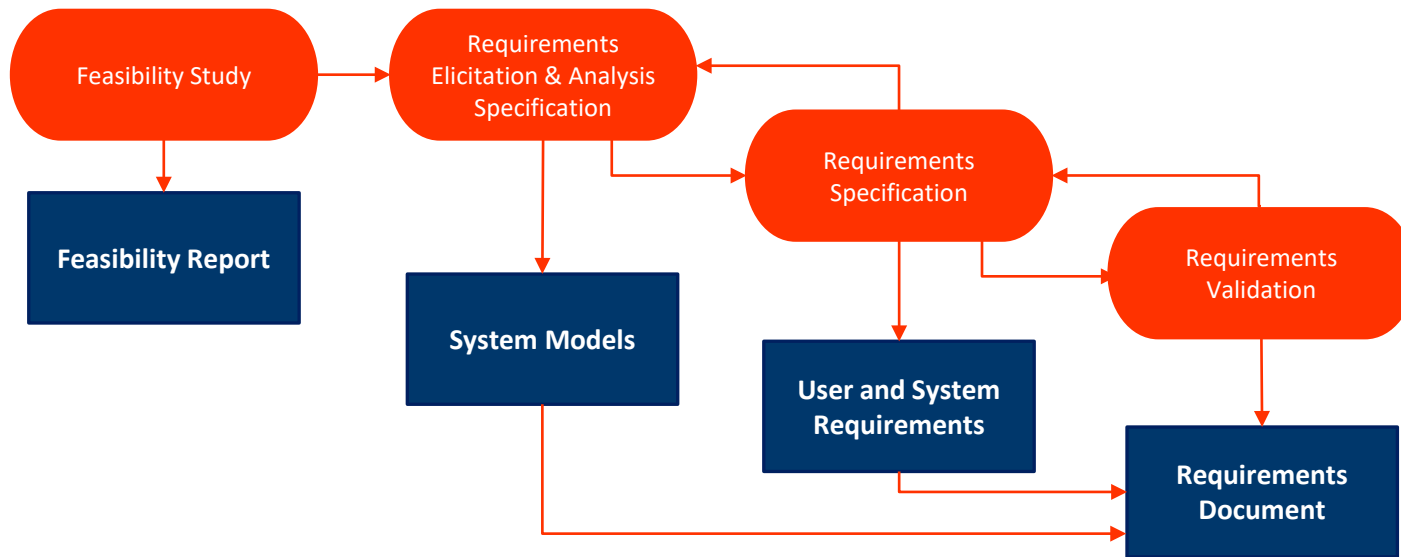 Feasibility Study
Requirements
Elicitation & Analysis
Specification
Requirements
Specification
Requirements
Validation
Feasibility Report
System Models
User and System
Requirements
Requirements
Document